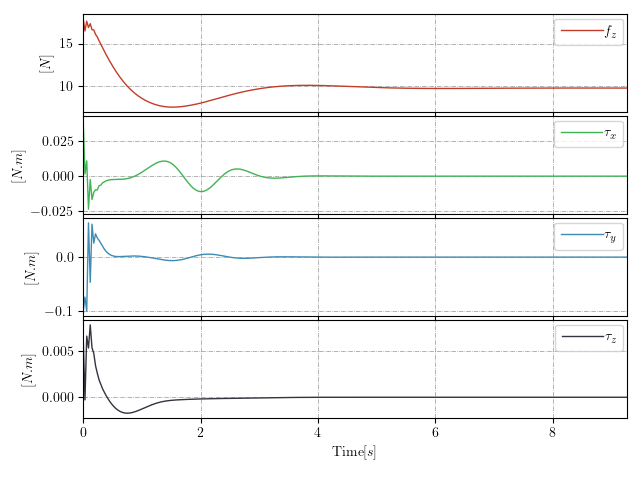 15
10
[N]
f_z
0.025
0.000
−0.025
[N.m]
τ_x
0.0
−0.1
[N.m]
τ_y
0.005
0.000
[N.m]
τ_z
0 2 4 6 8
Time[s]